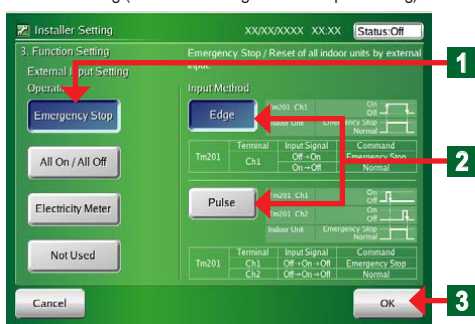 Installer Setting XX/XX/XXXX XX:XX Status:Off
3. Function Setting
Emergency Stop / Reset of all indoor units by external
input.
External Input Setting
Operation
Input Method
1
Emergency Stop
Edge
Tm201 Ch1 On
Off
Indoor Unit Emergency Stop
Normal
Terminal Input Signal Command
Tm201 Ch1 Off→On Emergency Stop
On→Off Normal
2
All On / All Off
Electricity Meter
Pulse
Tm201 Ch1 On
Off
Tm201 Ch2 On
Off
Indoor Unit Emergency Stop
Normal
Not Used
Terminal Input Signal Command
Tm201 Ch1 Off→On→Off Emergency Stop
Ch2 Off→On→Off Normal
Cancel
OK
3